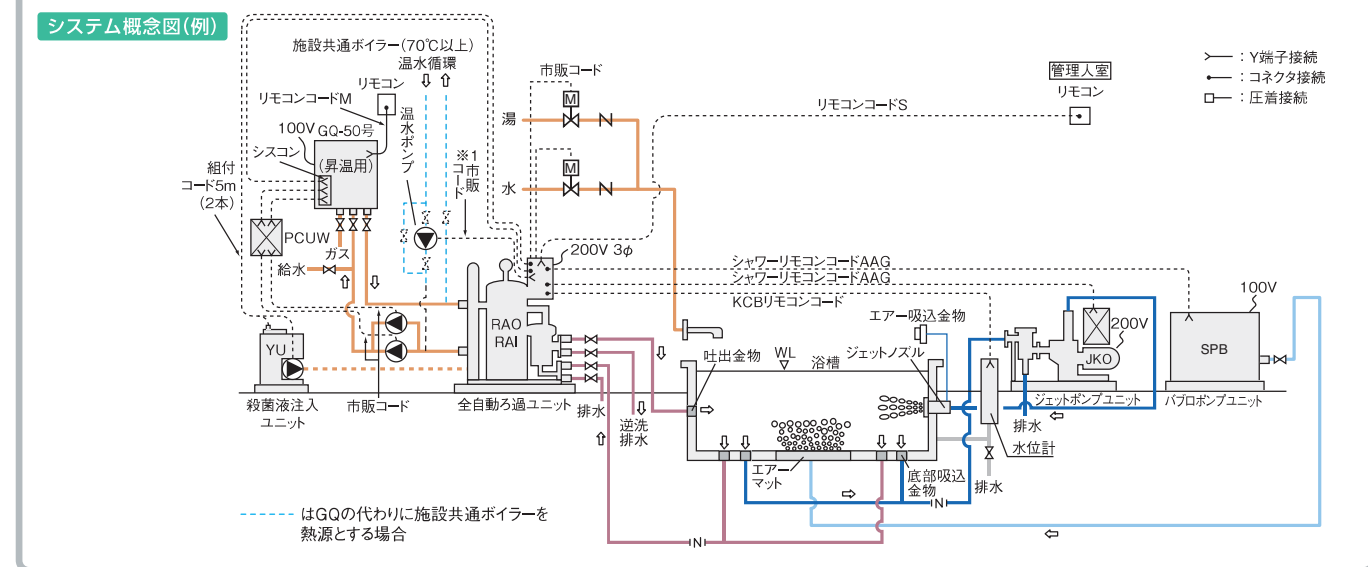 システム概念図(例)
施設共通ボイラー(70℃以上)
温水循環
リモコン
リモコンコードM
100V
GQ-50号
(昇温用)
シスコン
組付
コード5m
(2本)
PCUW
ガス
給水
温水ポンプ
※1
市販
コード
市販コード
M
湯
M
水
200V 3φ
リモコンコードS
管理人室
リモコン
：Y端子接続
：コネクタ接続
：圧着接続
シャワーリモコンコードAAG
シャワーリモコンコードAAG
KCBリモコンコード
YU
殺菌液注入
ユニット
市販コード
RAO
RAI
全自動ろ過ユニット
排水
逆洗
排水
吐出金物
WL
浴槽
エアー吸込金物
ジェットノズル
エアー
マット
底部吸込
金物
排水
水位計
排水
JKO
200V
ジェットポンプユニット
100V
SPB
バブロポンプユニット
N
N
はGQの代わりに施設共通ボイラーを
熱源とする場合